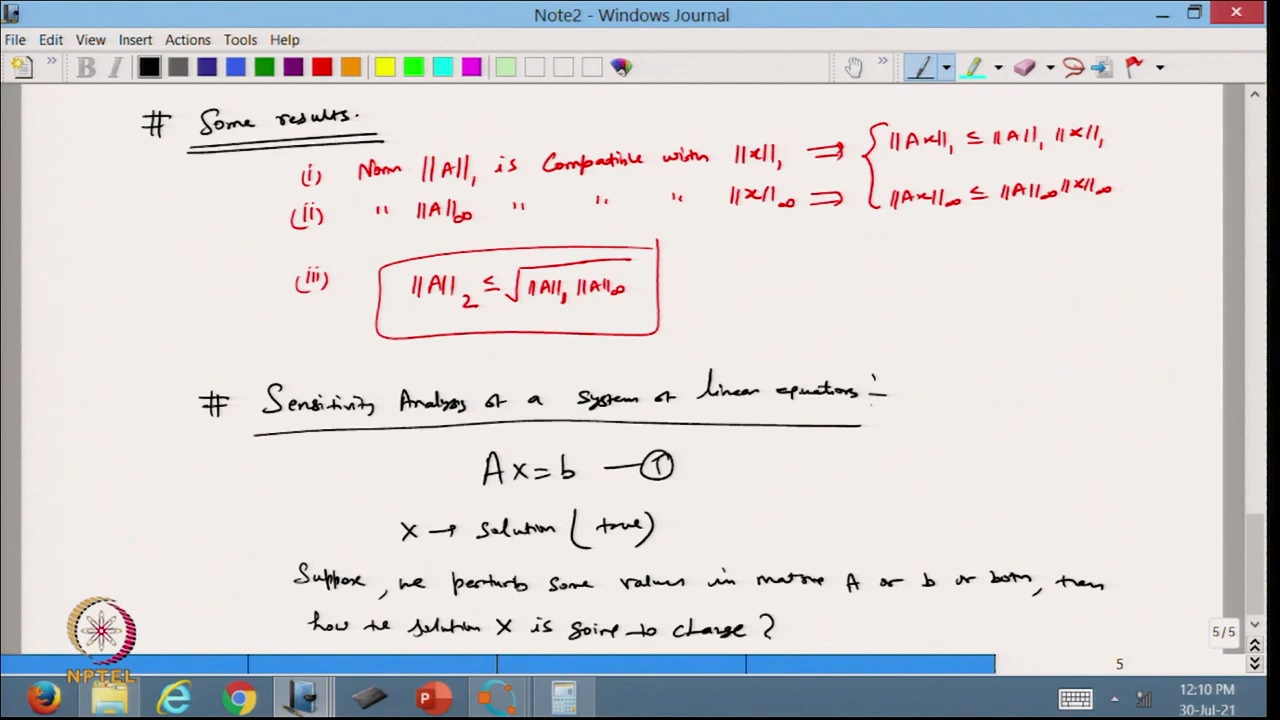 Note2 - Windows Journal
File Edit View Insert Actions Tools Help
# Some results.
(i) Norm ||A||₁ is Compatible with ||x||₁ ⇒ { ||Ax||₁ ≤ ||A||₁ ||x||₁
(ii) " ||A||∞ " " " ||x||∞ ⇒ ||Ax||∞ ≤ ||A||∞ ||x||∞
(iii) ||A||₂ ≤ √||A||₁ ||A||∞
# Sensitivity Analysis of a system of linear equations :-
Ax = b — ①
X → solution (true)
Suppose, we perturb some values in matrix A or b or both, then
how the solution X is going to change ?
5/5
5
NPTEL
12:10 PM
30-Jul-21